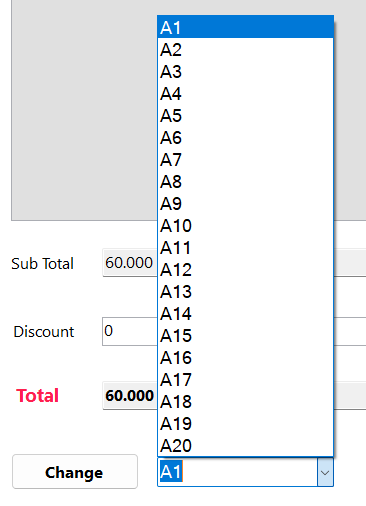 A1
A2
A3
A4
A5
A6
A7
A8
A9
A10
A11
A12
A13
A14
A15
A16
A17
A18
A19
A20
Sub Total 60.000
Discount 0
Total 60.000
Change A1